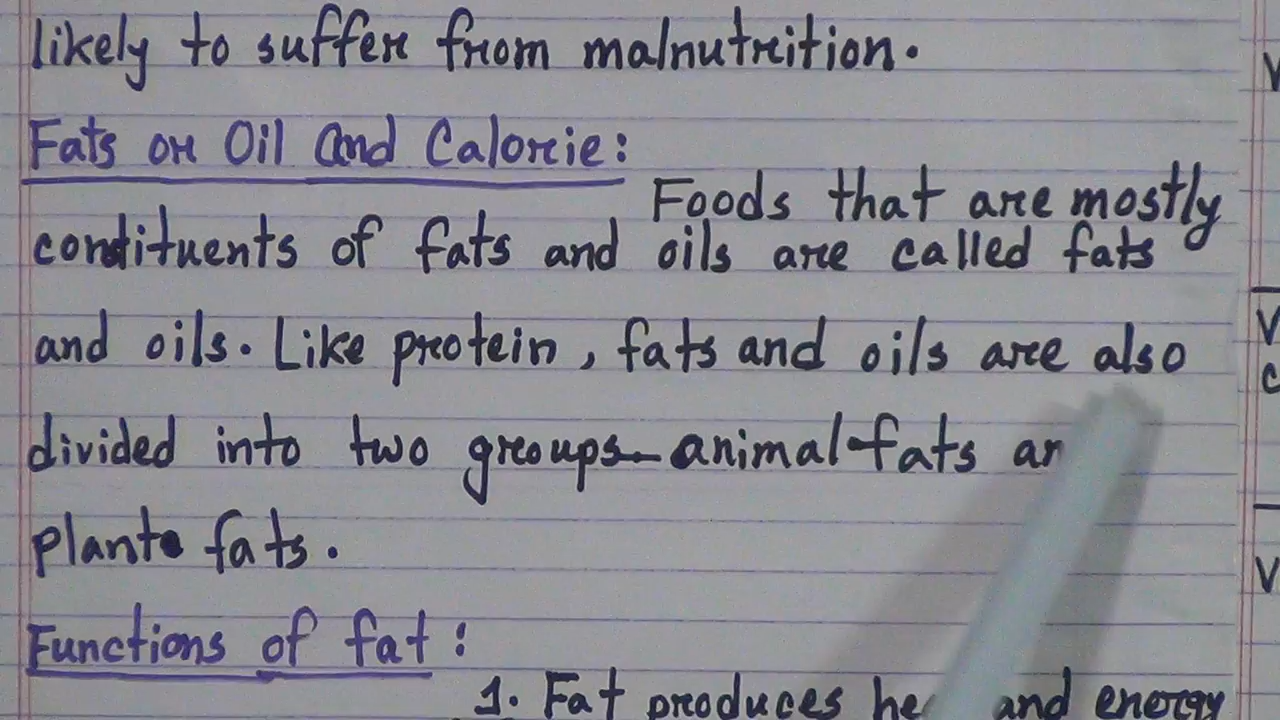 likely to suffer from malnutrition.
Fats or Oil and Calorie:
Foods that are mostly
constituents of fats and oils are called fats
and oils. Like protein, fats and oils are also
divided into two groups- animal fats
plant fats.
Functions of fat:
1. Fat produces and energy